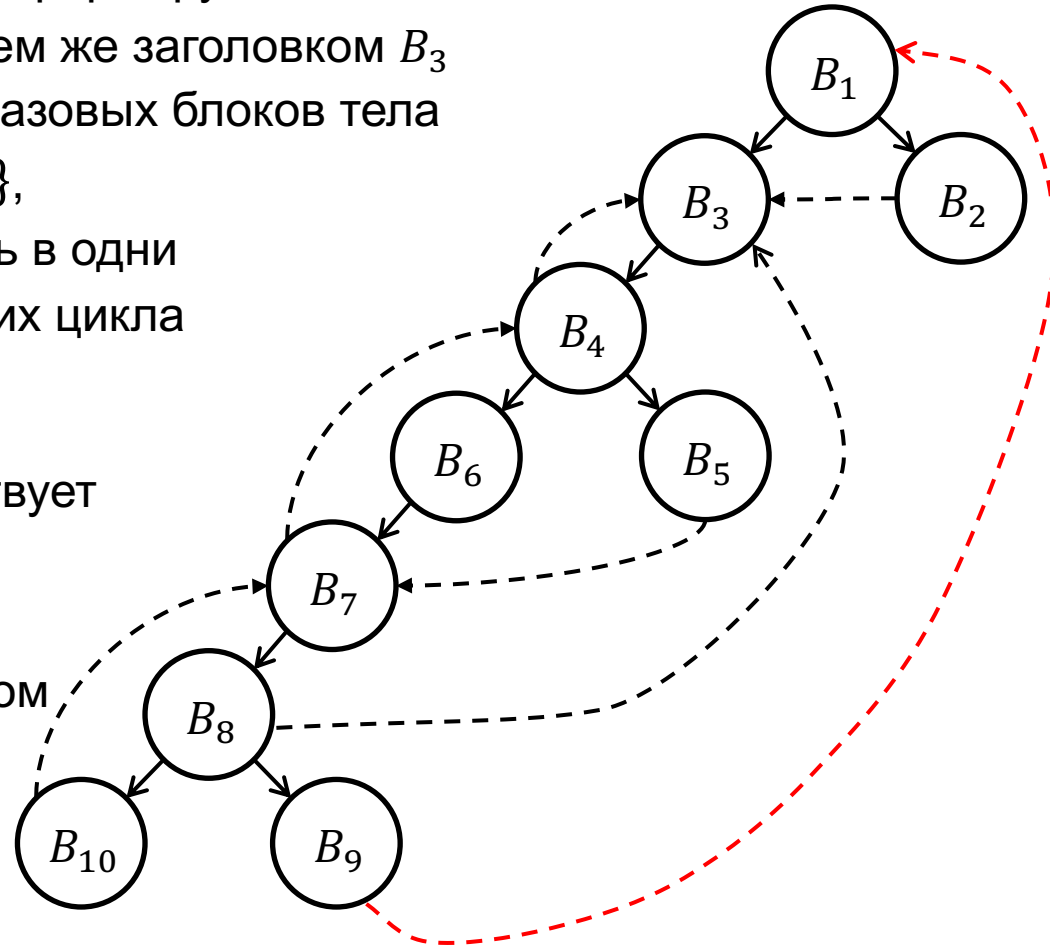 ем же заголовком B₃
азовых блоков тела
},
ь в одни
их цикла
твует
ом
B₁
B₃
B₂
B₄
B₆
B₅
B₇
B₈
B₁₀
B₉